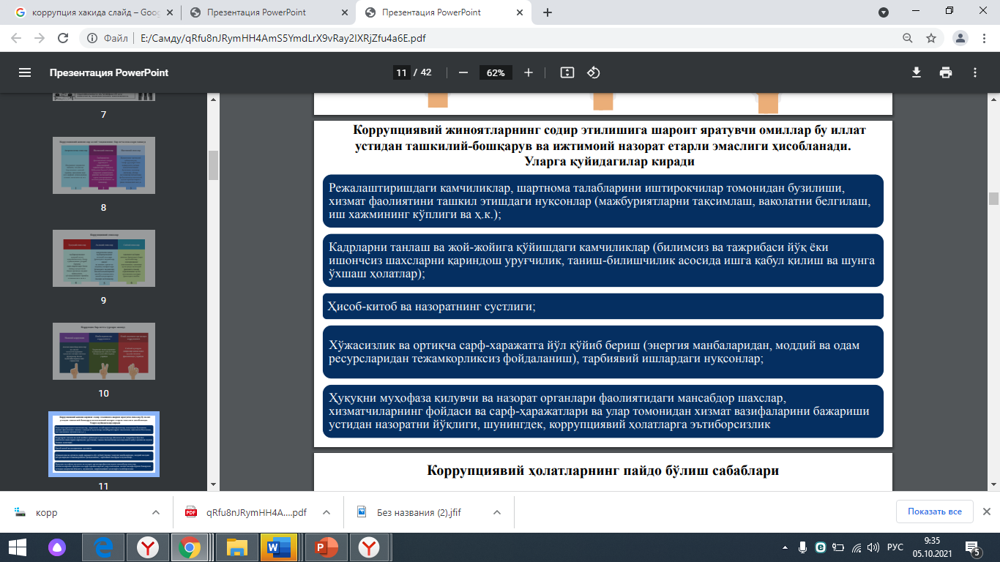 коррупция хакида слайд – Goo
Презентация PowerPoint
Презентация PowerPoint
Файл
E:/Самду/qRfu8nJRymHH4AmS5YmdLrX9vRay2lXRjZfu4a6E.pdf
Презентация PowerPoint
11 / 42
62%
7
8
9
10
11
Коррупциявий жиноятларнинг содир этилишига шароит яратувчи омиллар бу иллат
устидан ташкилий-бошқарув ва ижтимоий назорат етарли эмаслиги ҳисобланади.
Уларга қуйидагилар киради
Режалаштиришдаги камчиликлар, шартнома талабларини иштирокчилар томонидан бузилиши,
хизмат фаолиятини ташкил этишдаги нуқсонлар (мажбуриятларни тақсимлаш, ваколатни белгилаш,
иш хажмининг кўплиги ва ҳ.к.);
Кадрларни танлаш ва жой-жойига қўйишдаги камчиликлар (билимсиз ва тажрибаси йўқ ёки
ишончсиз шахсларни қариндош уруғчилик, таниш-билишчилик асосида ишга қабул қилиш ва шунга
ўхшаш ҳолатлар);
Ҳисоб-китоб ва назоратнинг сустлиги;
Хўжасизлик ва ортиқча сарф-харажатга йўл қўйиб бериш (энергия манбаларидан, моддий ва одам
ресурсларидан тёжамкорликсиз фойдаланиш), тарбиявий ишлардаги нуқсонлар;
Ҳуқуқни муҳофаза қилувчи ва назорат органлари фаолиятидаги мансабдор шахслар,
хизматчиларнинг фойдаси ва сарф-ҳаражатлари ва улар томонидан хизмат вазифаларини бажариши
устидан назоратни йўқлиги, шунингдек, коррупциявий ҳолатларга эътиборсизлик
Коррупциявий ҳолатларнинг пайдо бўлиш сабаблари
корр
qRfu8nJRymHH4A....pdf
Без названия (2).jfif
Показать все
РУС
9:35
05.10.2021
5